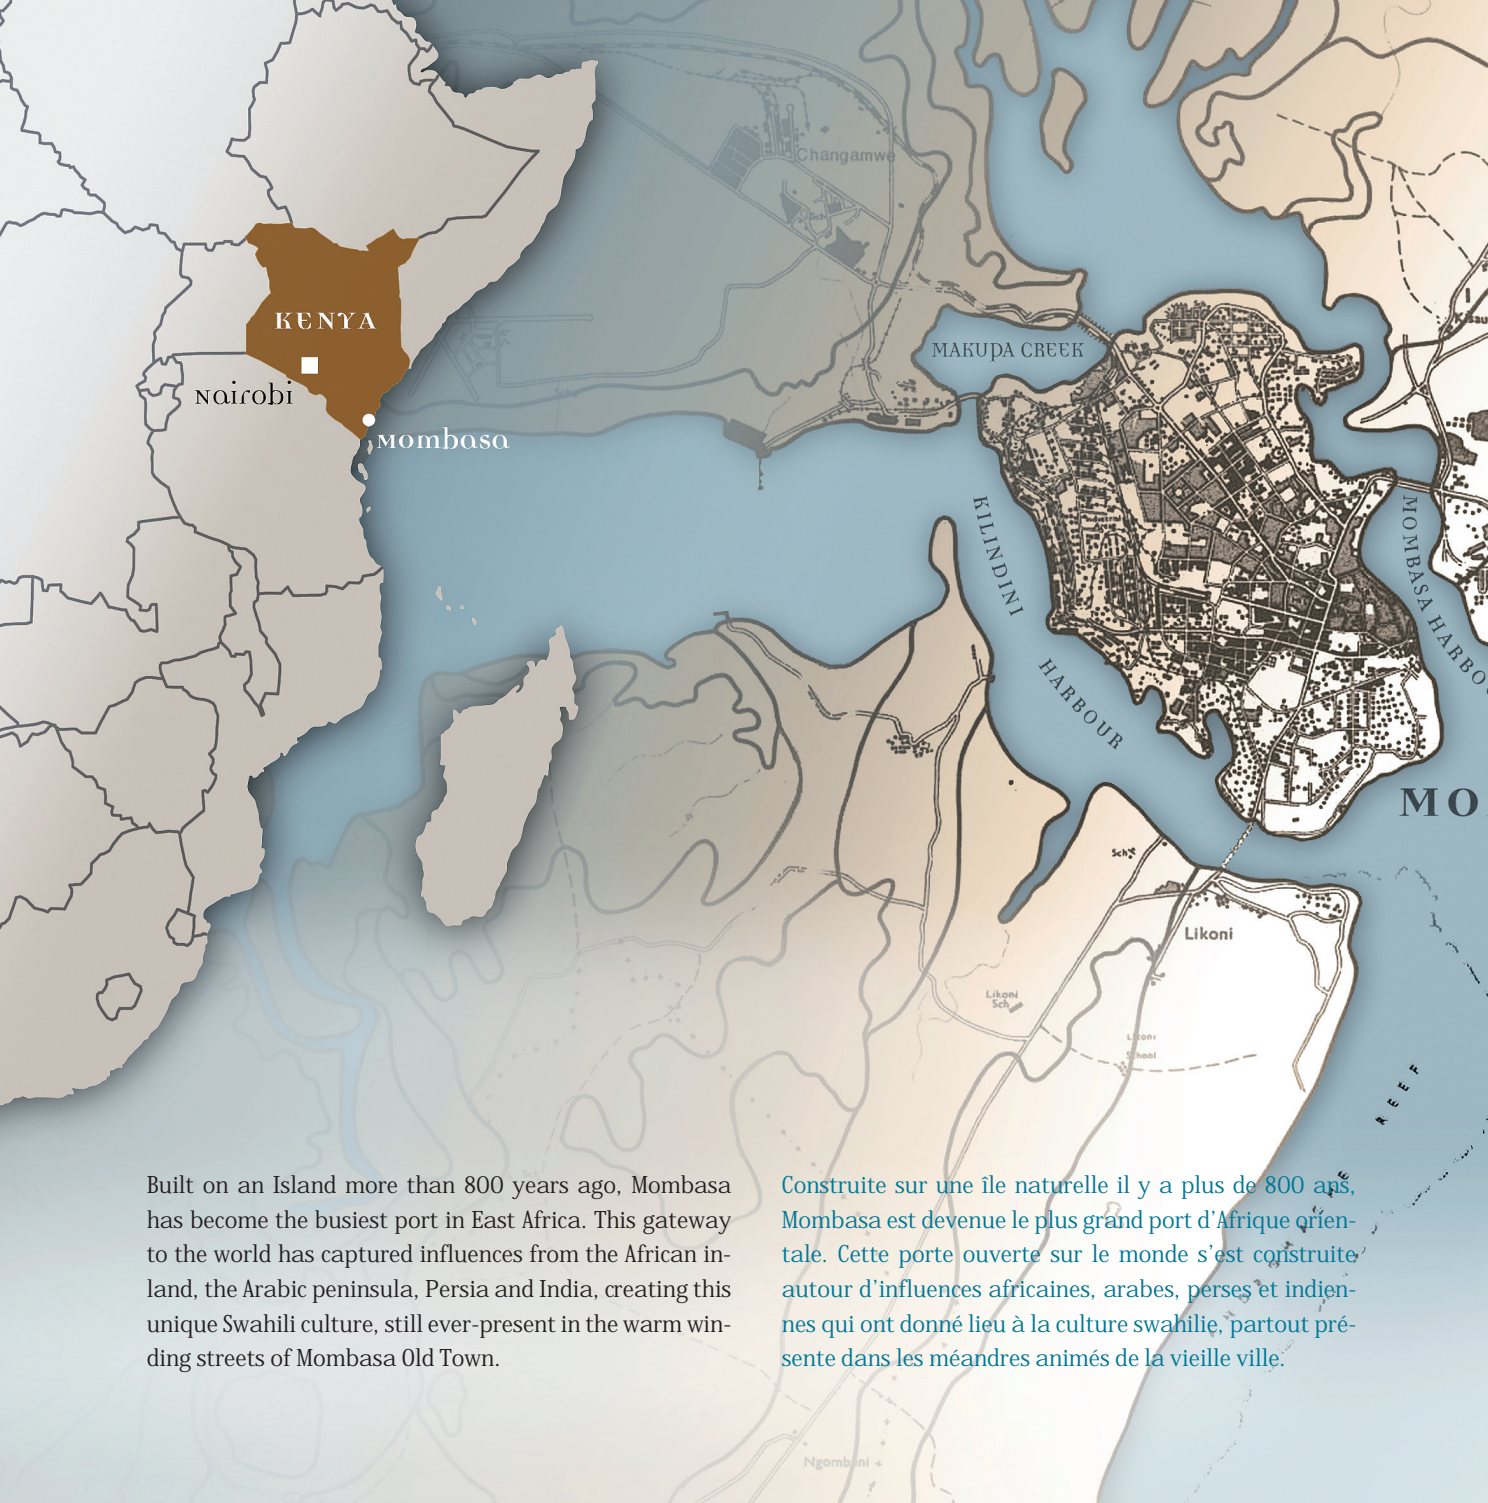 Changamwe
KENYA
Nairobi
Mombasa
MAKUPA CREEK
KILINDINI
HARBOUR
MOMBASA HARBO
MO
Sch
Likoni
Likoni
Sch
School
REEF
Ngombeni
Built on an Island more than 800 years ago, Mombasa
has become the busiest port in East Africa. This gateway
to the world has captured influences from the African in-
land, the Arabic peninsula, Persia and India, creating this
unique Swahili culture, still ever-present in the warm win-
ding streets of Mombasa Old Town.
Construite sur une île naturelle il y a plus de 800 ans,
Mombasa est devenue le plus grand port d'Afrique orien-
tale. Cette porte ouverte sur le monde s'est construite
autour d'influences africaines, arabes, perses et indien-
nes qui ont donné lieu à la culture swahilie, partout pré-
sente dans les méandres animés de la vieille ville.